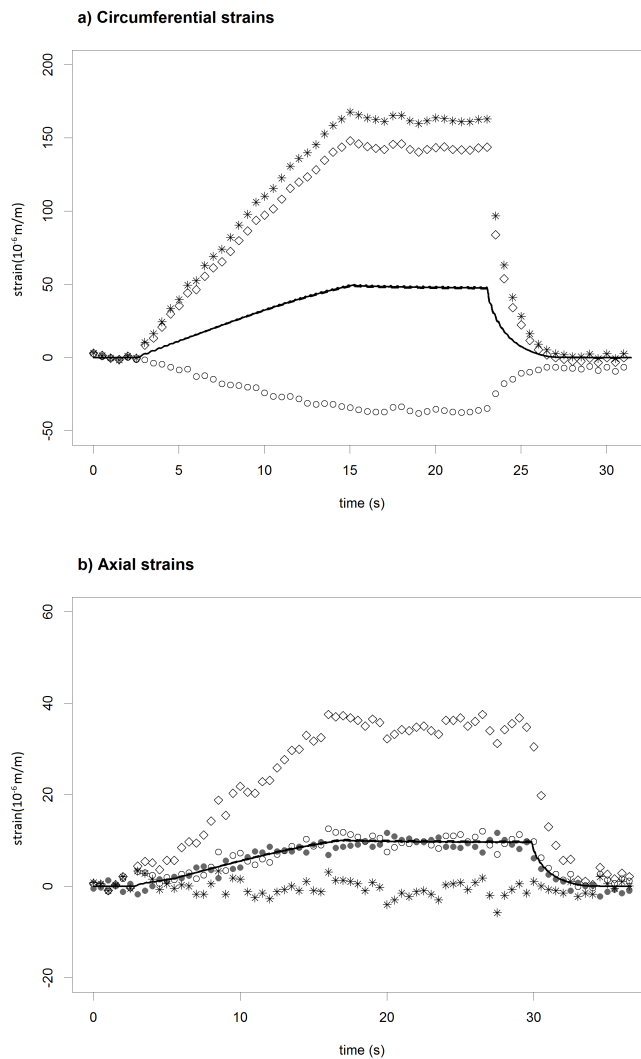 a) Circumferential strains
200
150
100
50
0
-50
strain(10⁻⁶ m/m)
0 5 10 15 20 25 30
time (s)
b) Axial strains
60
40
20
0
-20
strain(10⁻⁶ m/m)
0 10 20 30
time (s)